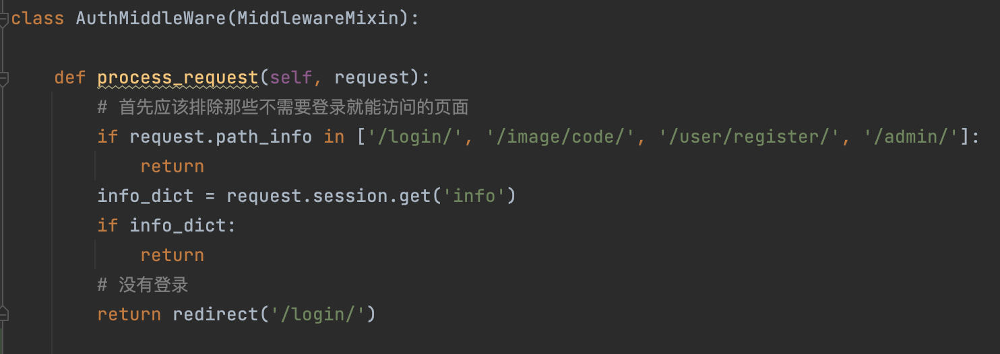 class AuthMiddleWare(MiddlewareMixin):
def process_request(self, request):
# 首先应该排除那些不需要登录就能访问的页面
if request.path_info in ['/login/', '/image/code/', '/user/register/', '/admin/']:
return
info_dict = request.session.get('info')
if info_dict:
return
# 没有登录
return redirect('/login/')